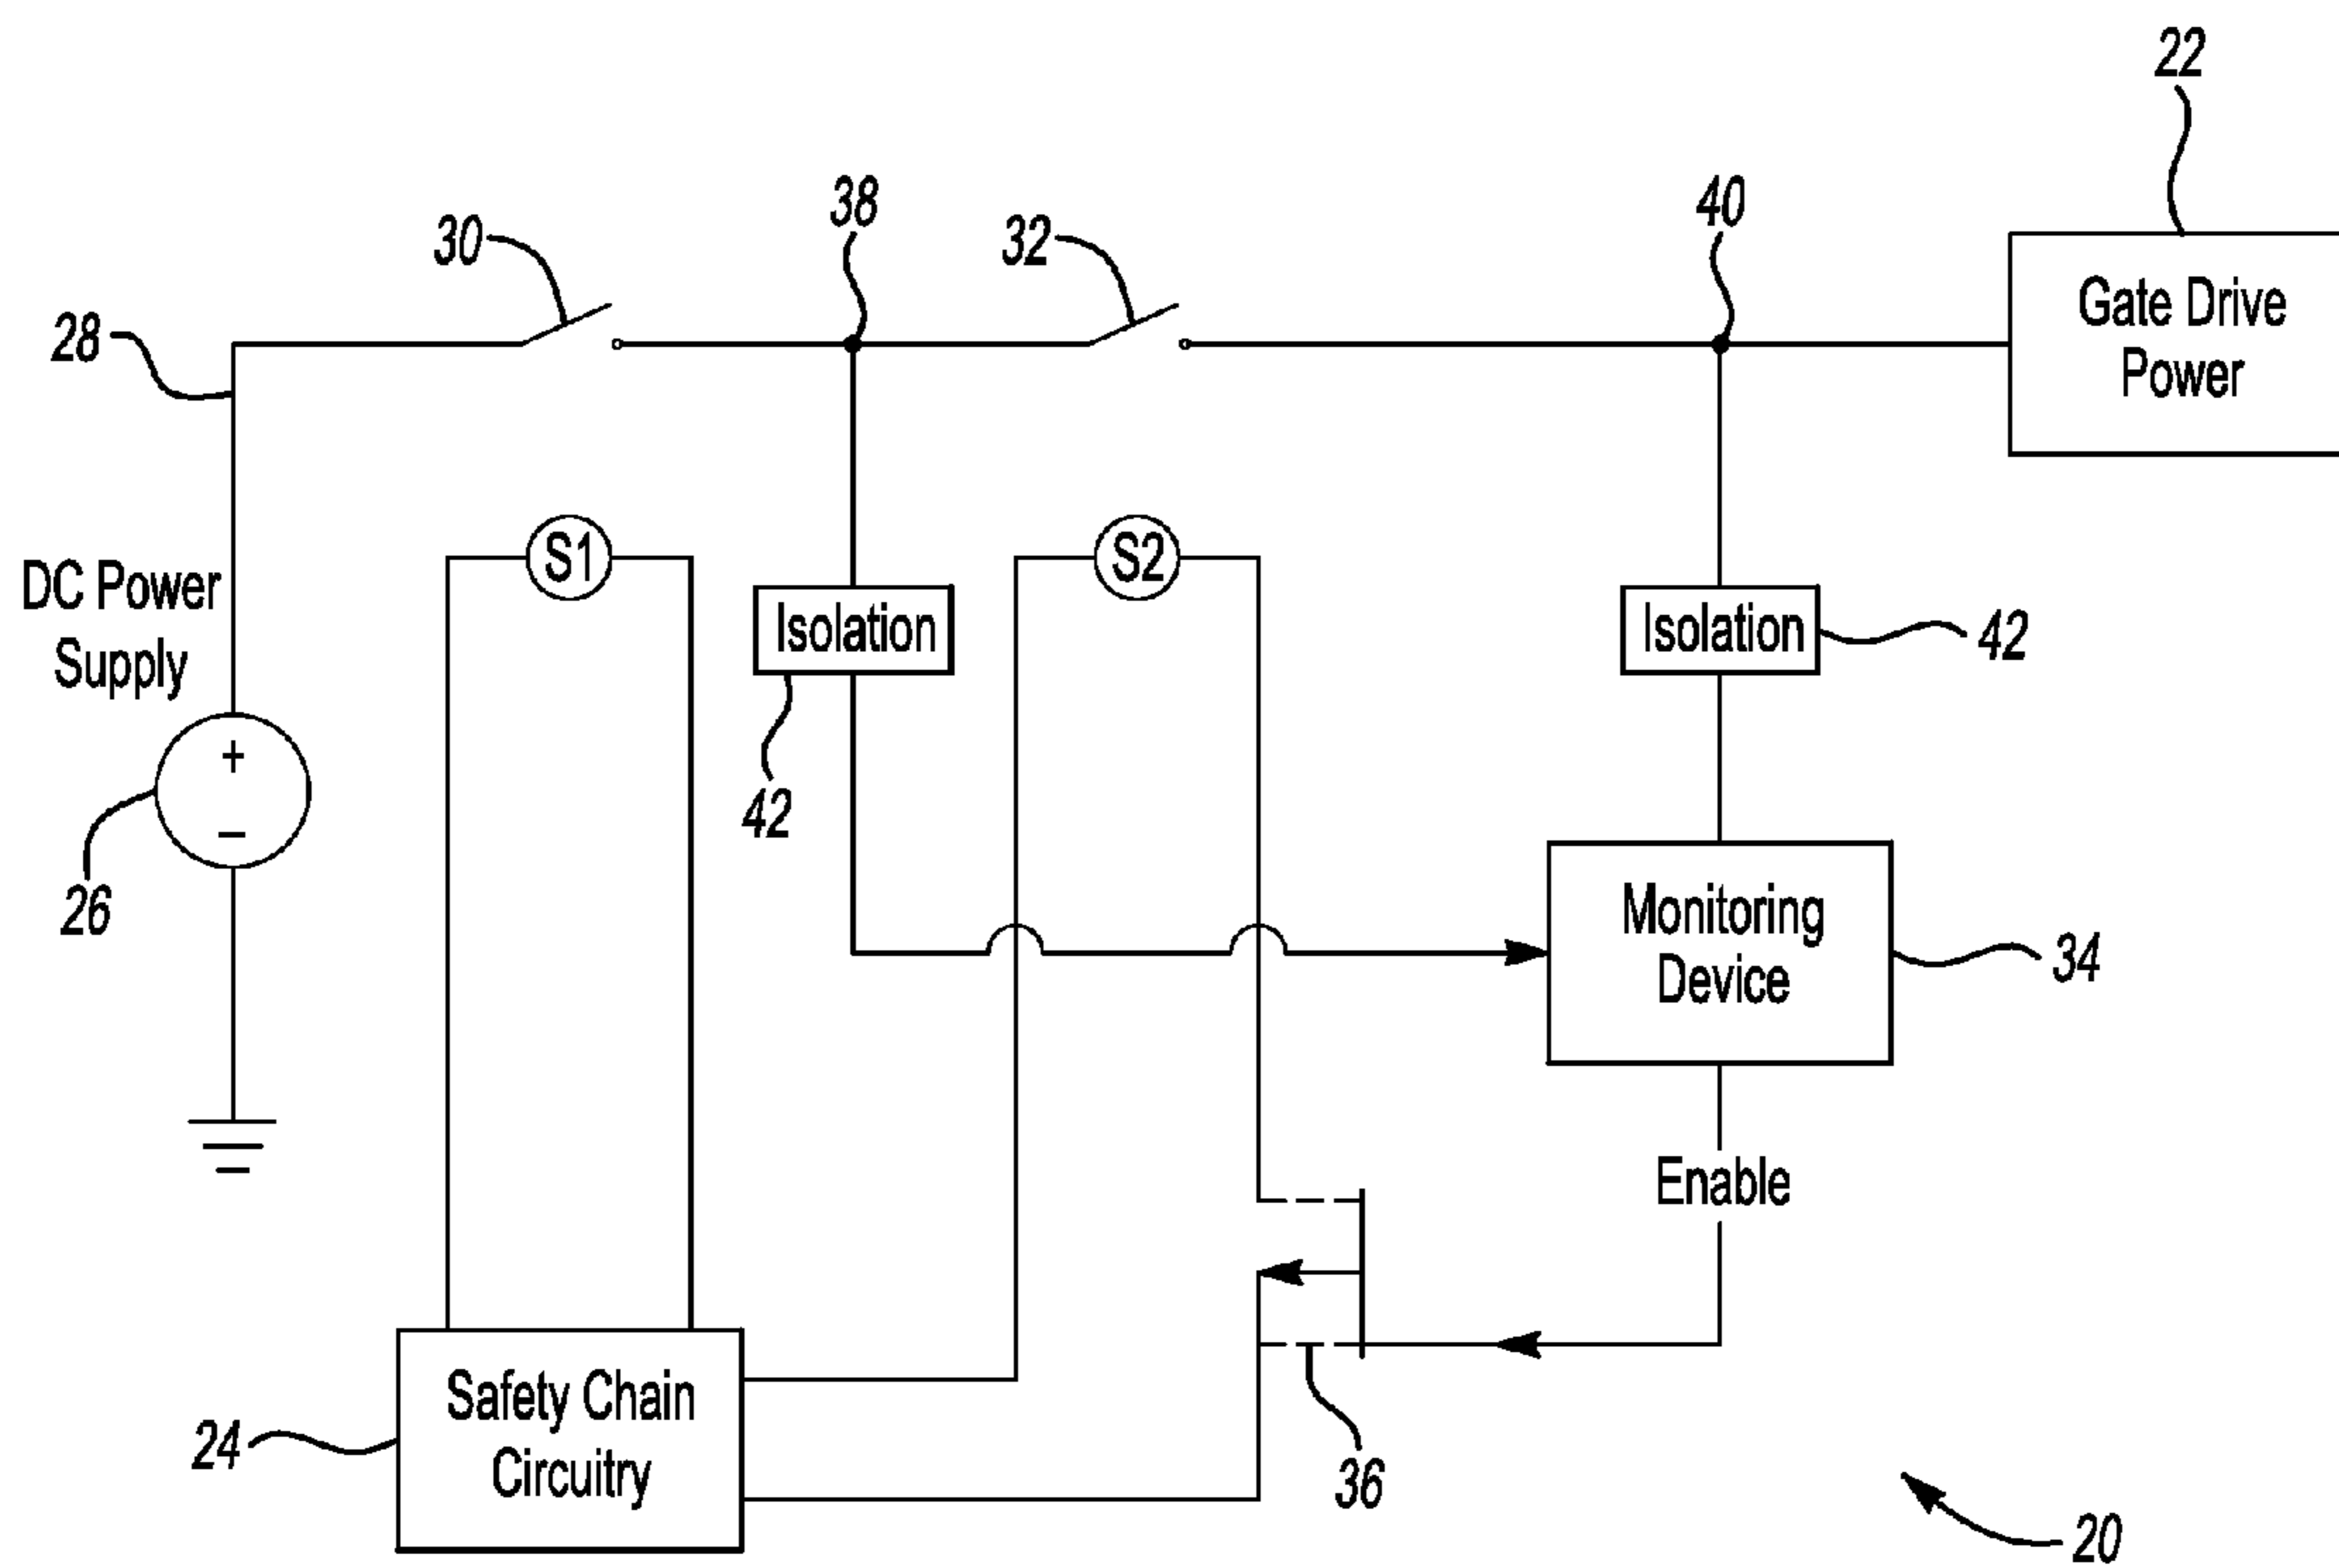 22
38
40
30
32
28
Gate Drive
Power
S1
S2
DC Power
Supply
Isolation
Isolation
42
+
−
42
26
Monitoring
Device
34
Enable
Safety Chain
Circuitry
24
36
20